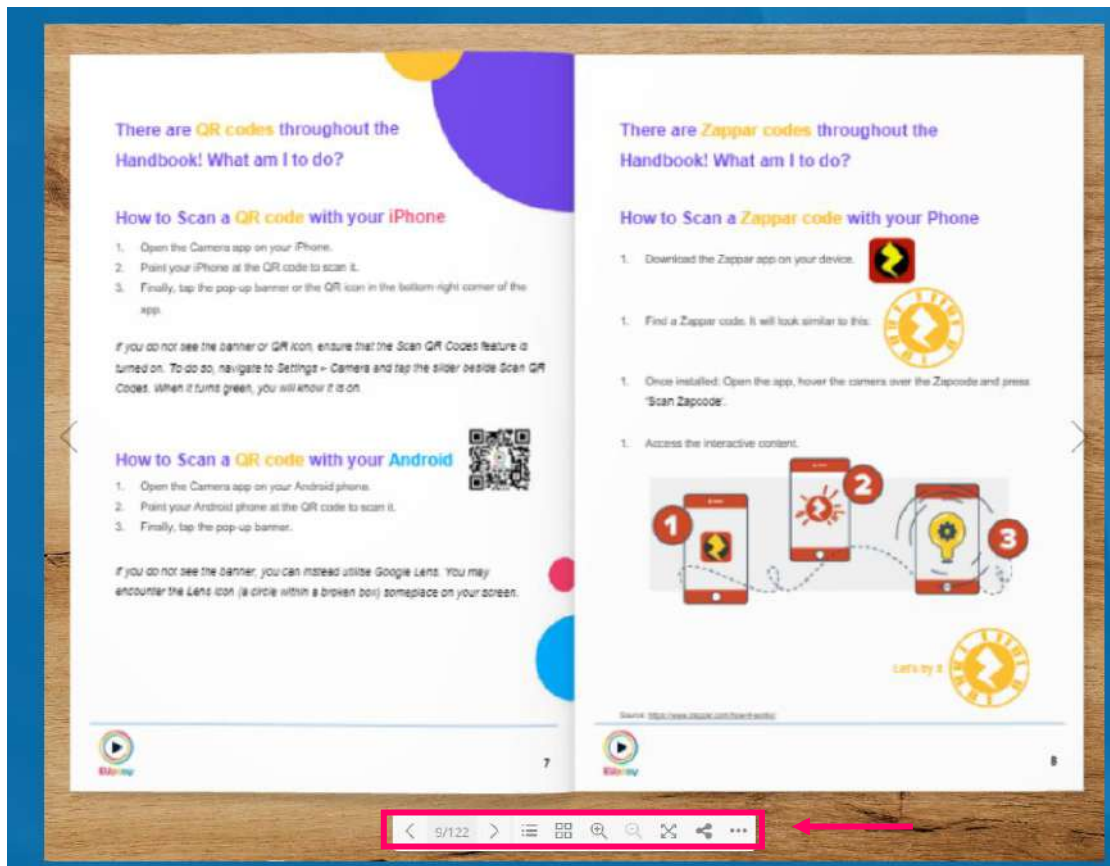 There are QR codes throughout the
Handbook! What am I to do?
How to Scan a QR code with your iPhone
1. Open the Camera app on your iPhone.
2. Point your iPhone at the QR code to scan it.
3. Finally, tap the pop-up banner or the QR icon in the bottom-right corner of the
app.
If you do not see the banner or QR icon, ensure that the Scan QR Codes feature is
turned on. To do so, navigate to Settings > Camera and tap the slider beside Scan QR
Codes. When it turns green, you will know it is on.
How to Scan a QR code with your Android
1. Open the Camera app on your Android phone.
2. Point your Android phone at the QR code to scan it.
3. Finally, tap the pop-up banner.
If you do not see the banner, you can instead utilise Google Lens. You may
encounter the Lens icon (a circle within a broken box) someplace on your screen.
7
There are Zappar codes throughout the
Handbook! What am I to do?
How to Scan a Zappar code with your Phone
1. Download the Zappar app on your device.
1. Find a Zappar code. It will look similar to this:
1. Once installed: Open the app, hover the camera over the Zapcode and press
'Scan Zapcode'.
1. Access the interactive content.
1
2
3
Let's try it
Source: https://www.zappar.com/how-it-works/
8
9/122